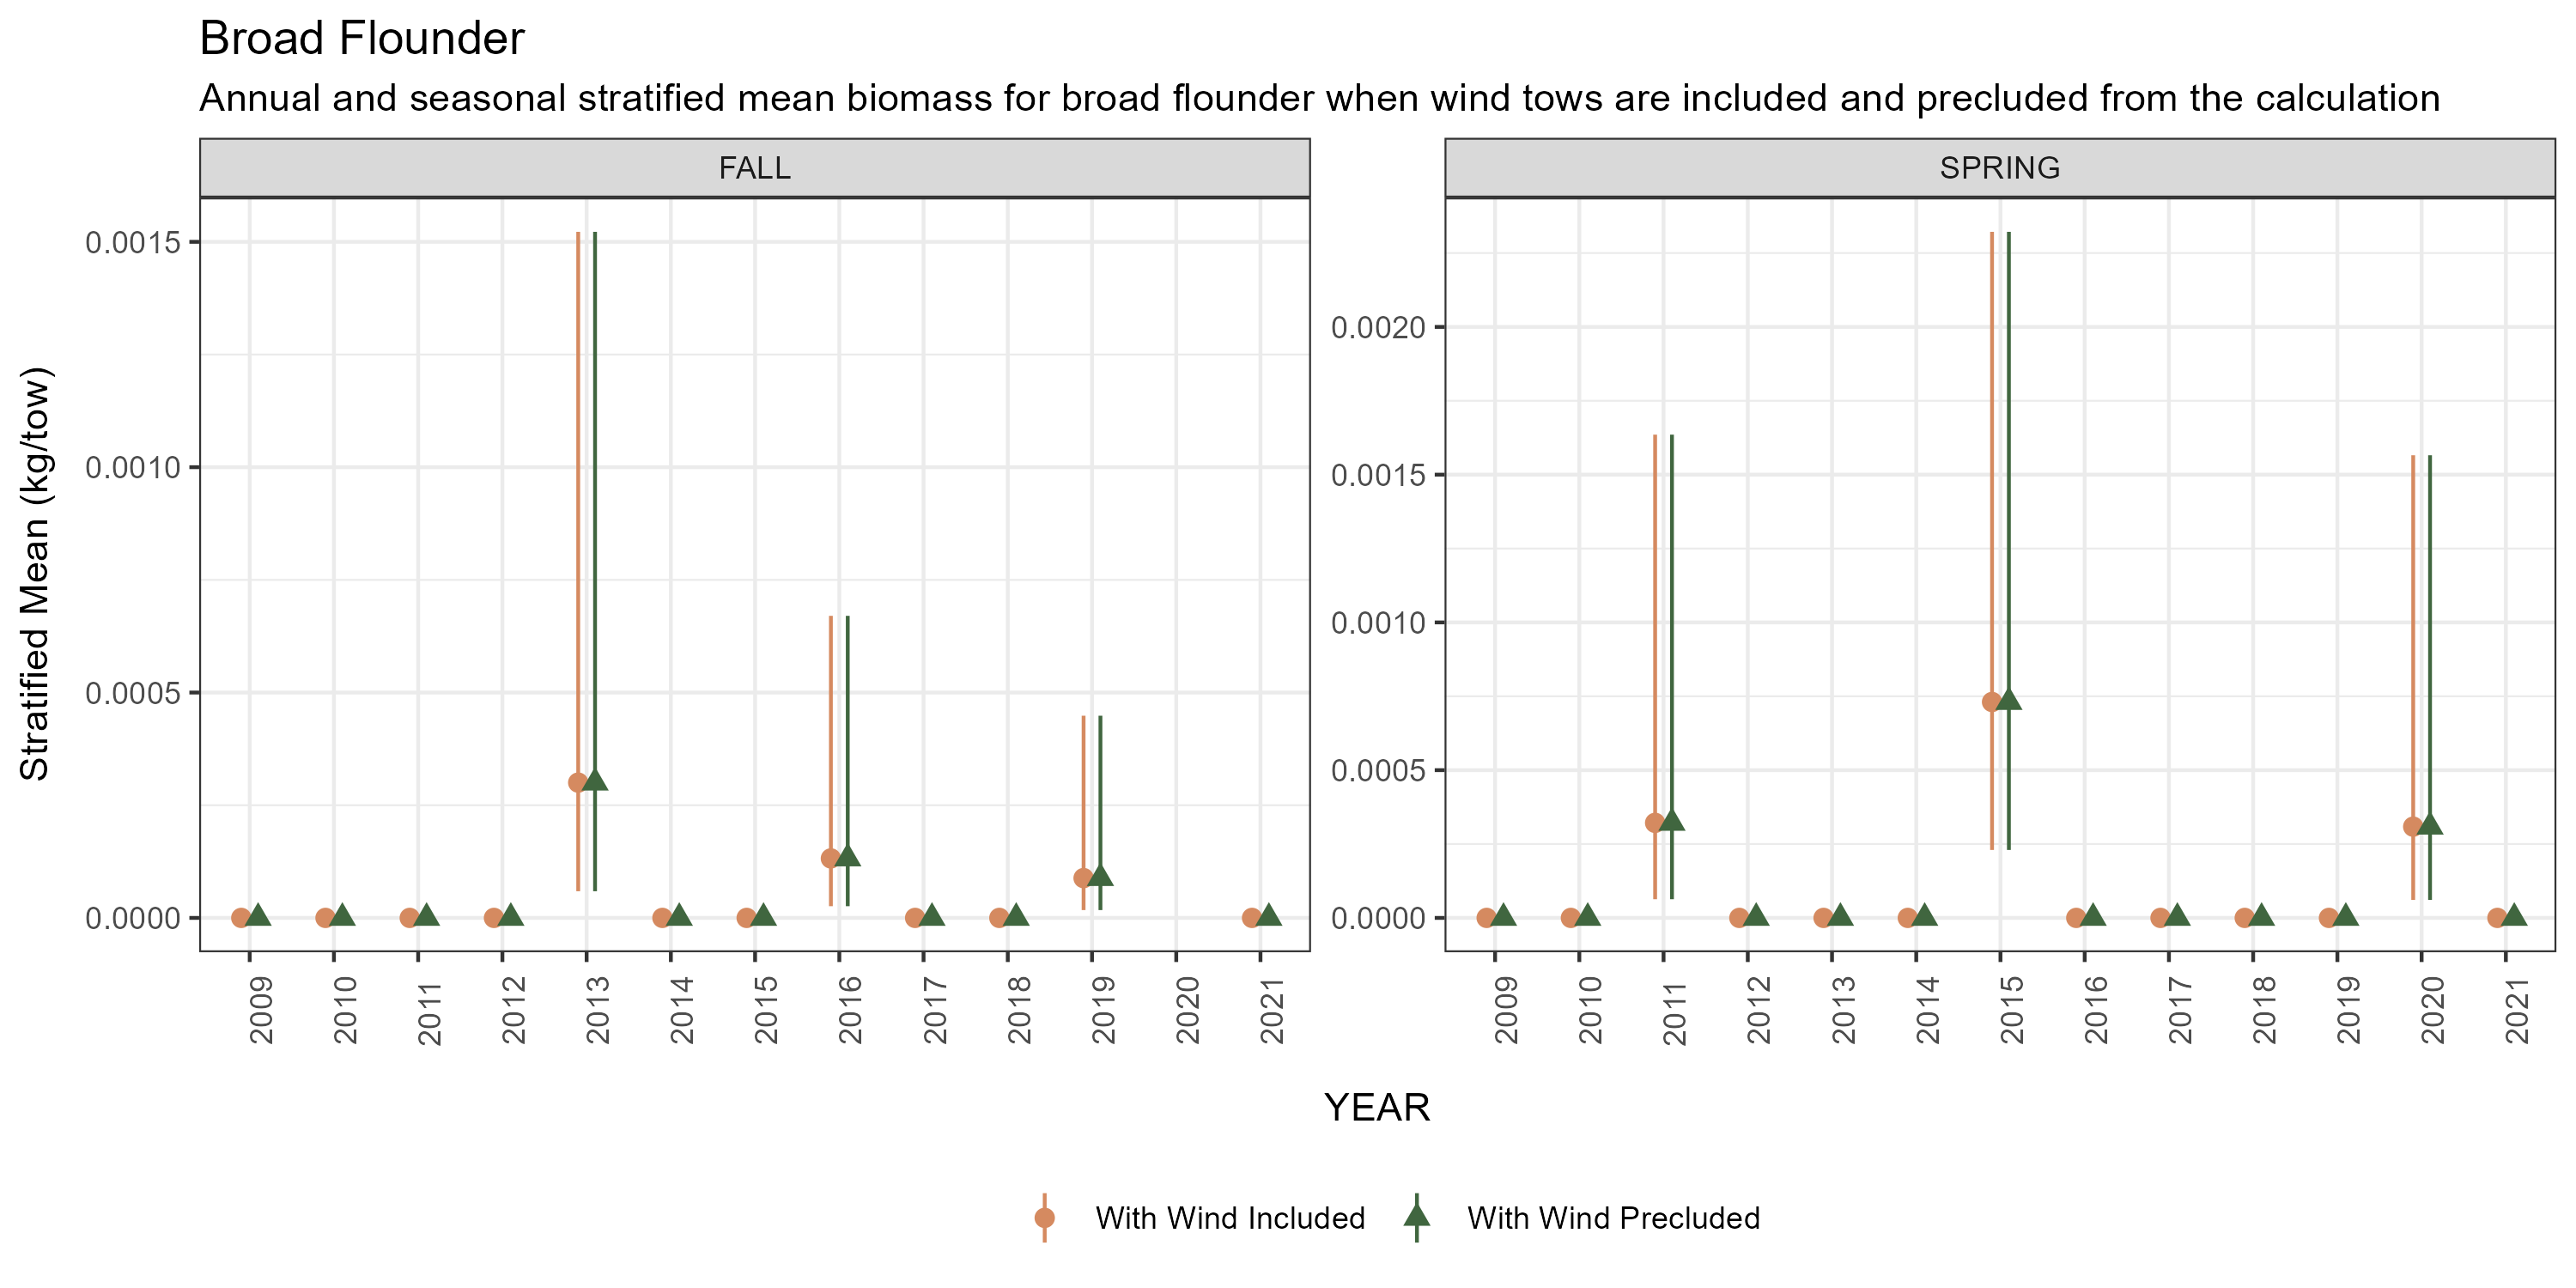 Broad Flounder
Annual and seasonal stratified mean biomass for broad flounder when wind tows are included and precluded from the calculation
FALL
SPRING
Stratified Mean (kg/tow)
0.0015
0.0010
0.0005
0.0000
0.0020
0.0015
0.0010
0.0005
0.0000
2009 2010 2011 2012 2013 2014 2015 2016 2017 2018 2019 2020 2021
2009 2010 2011 2012 2013 2014 2015 2016 2017 2018 2019 2020 2021
YEAR
With Wind Included
With Wind Precluded